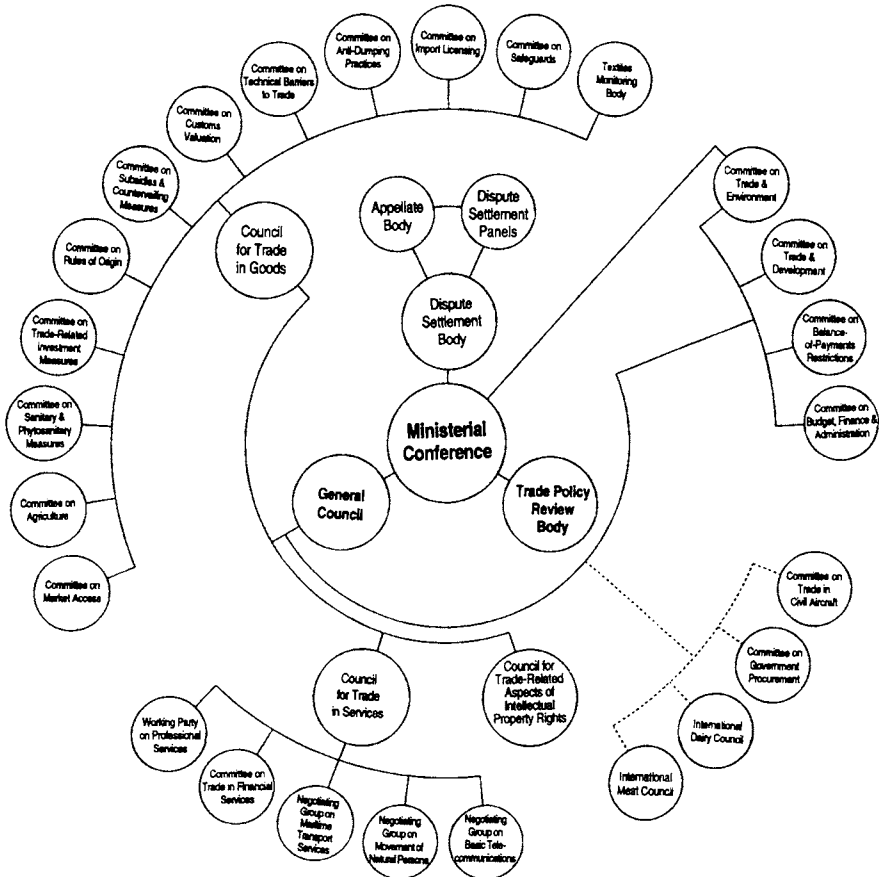 Committee on
Import Licensing
Committee on
Anti-Dumping
Practices
Committee on
Safeguards
Textiles
Monitoring
Body
Committee on
Technical Barriers
to Trade
Committee on
Customs
Valuation
Committee on
Subsidies &
Countervailing
Measures
Committee on
Rules of Origin
Committee on
Trade-Related
Investment
Measures
Committee on
Sanitary &
Phytosanitary
Measures
Committee on
Agriculture
Committee on
Market Access
Council
for Trade
in Goods
Appellate
Body
Dispute
Settlement
Panels
Dispute
Settlement
Body
Ministerial
Conference
General
Council
Trade Policy
Review
Body
Committee on
Trade &
Environment
Committee on
Trade &
Development
Committee on
Balance-
of-Payments
Restrictions
Committee on
Budget, Finance &
Administration
Committee on
Trade in
Civil Aircraft
Committee on
Government
Procurement
International
Dairy Council
International
Meat Council
Council
for Trade
in Services
Council for
Trade-Related
Aspects of
Intellectual
Property Rights
Working Party
on Professional
Services
Committee on
Trade in Financial
Services
Negotiating
Group on
Maritime
Transport
Services
Negotiating
Group on
Movement of
Natural Persons
Negotiating
Group on
Basic Tele-
communications